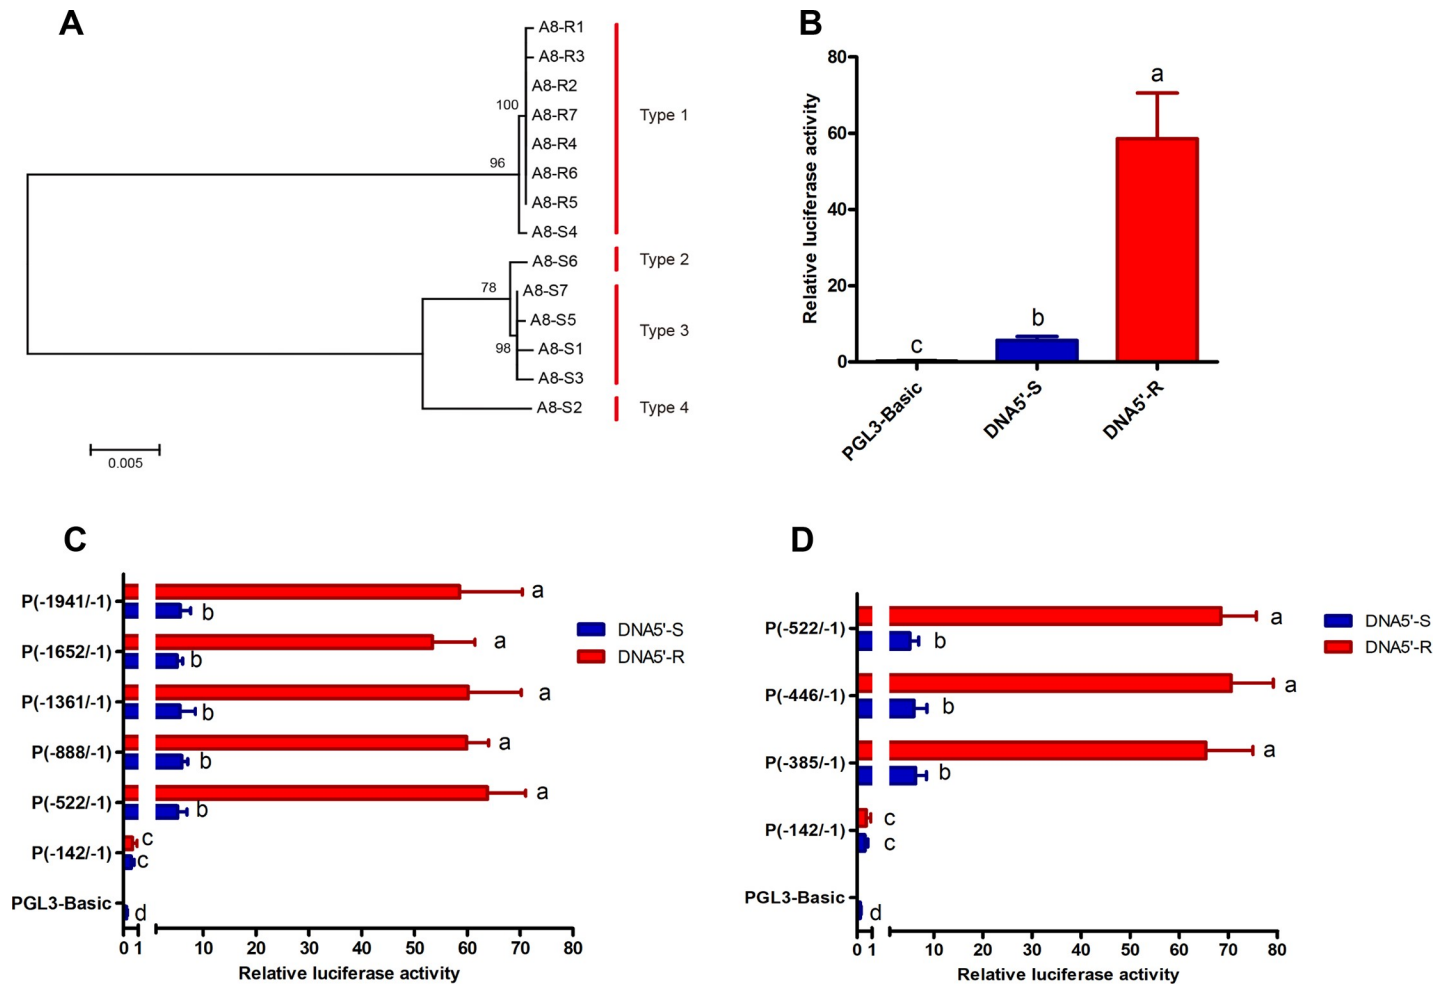 A
A8-R1
A8-R3
A8-R2
100
A8-R7
Type 1
A8-R4
96
A8-R6
A8-R5
A8-S4
A8-S6
Type 2
78
A8-S7
A8-S5
Type 3
98
A8-S1
A8-S3
A8-S2
Type 4
0.005
B
Relative luciferase activity
80
60
40
20
0
c
b
a
PGL3-Basic
DNA5'-S
DNA5'-R
C
P(-1941/-1)
a
b
P(-1652/-1)
a
b
P(-1361/-1)
a
b
P(-888/-1)
a
b
P(-522/-1)
a
b
P(-142/-1)
c
c
PGL3-Basic
d
DNA5'-S
DNA5'-R
0 1 10 20 30 40 50 60 70 80
Relative luciferase activity
D
P(-522/-1)
a
b
P(-446/-1)
a
b
P(-385/-1)
a
b
P(-142/-1)
c
c
PGL3-Basic
d
DNA5'-S
DNA5'-R
0 1 10 20 30 40 50 60 70 80
Relative luciferase activity